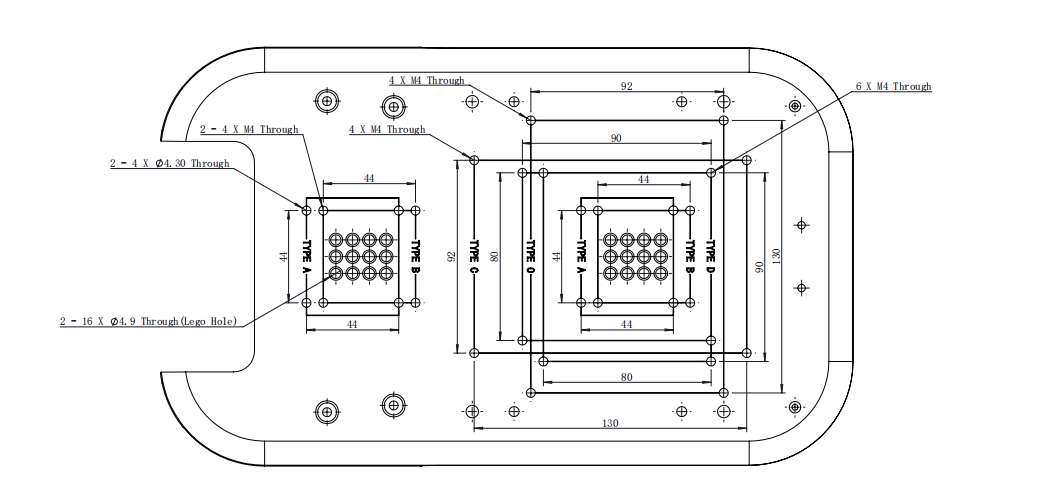 4 X M4 Through
92
6 X M4 Through
2 - 4 X M4 Through
4 X M4 Through
90
2 - 4 X Ø4.30 Through
44
44
44
TYPE A
TYPE B
92
TYPE C
80
TYPE C
44
TYPE A
TYPE B
TYPE D
90
130
2 - 16 X Ø4.9 Through(Lego Hole)
44
44
80
130